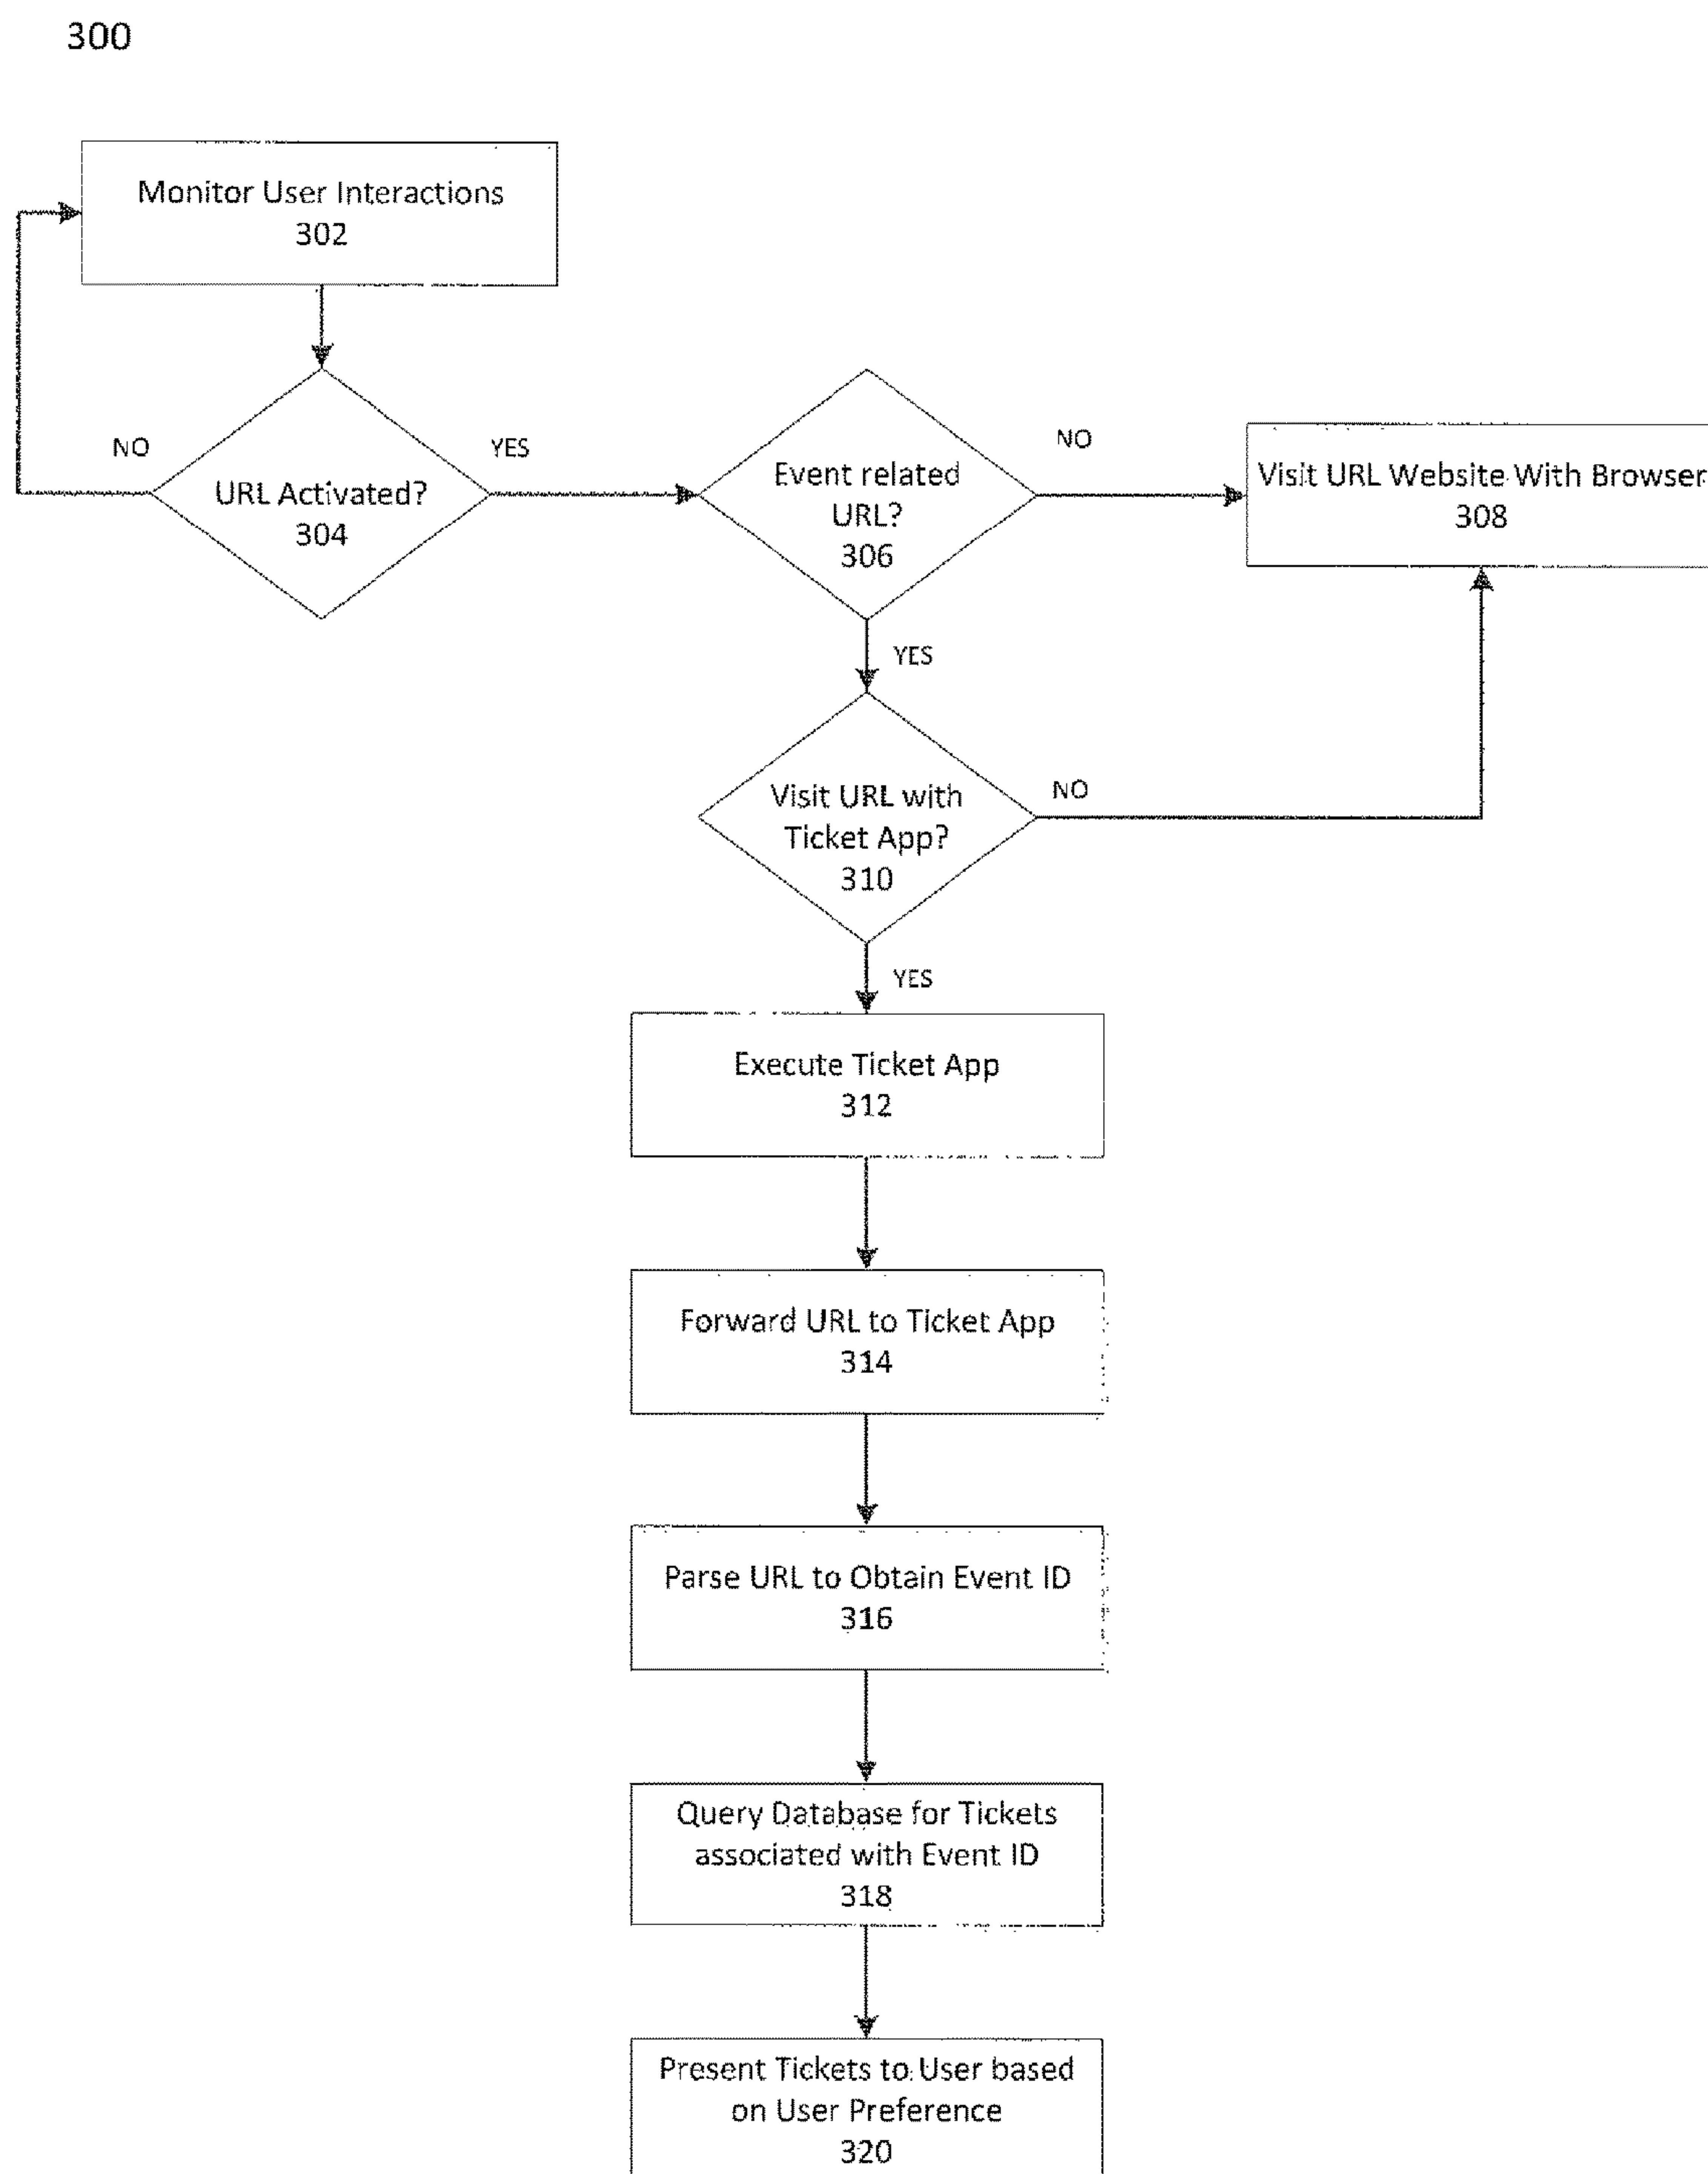 300
Monitor User Interactions
302
NO
YES
URL Activated?
304
Event related
URL?
306
NO
Visit URL Website With Browser
308
YES
Visit URL with
Ticket App?
310
NO
YES
Execute Ticket App
312
Forward URL to Ticket App
314
Parse URL to Obtain Event ID
316
Query Database for Tickets
associated with Event ID
318
Present Tickets to User based
on User Preference
320